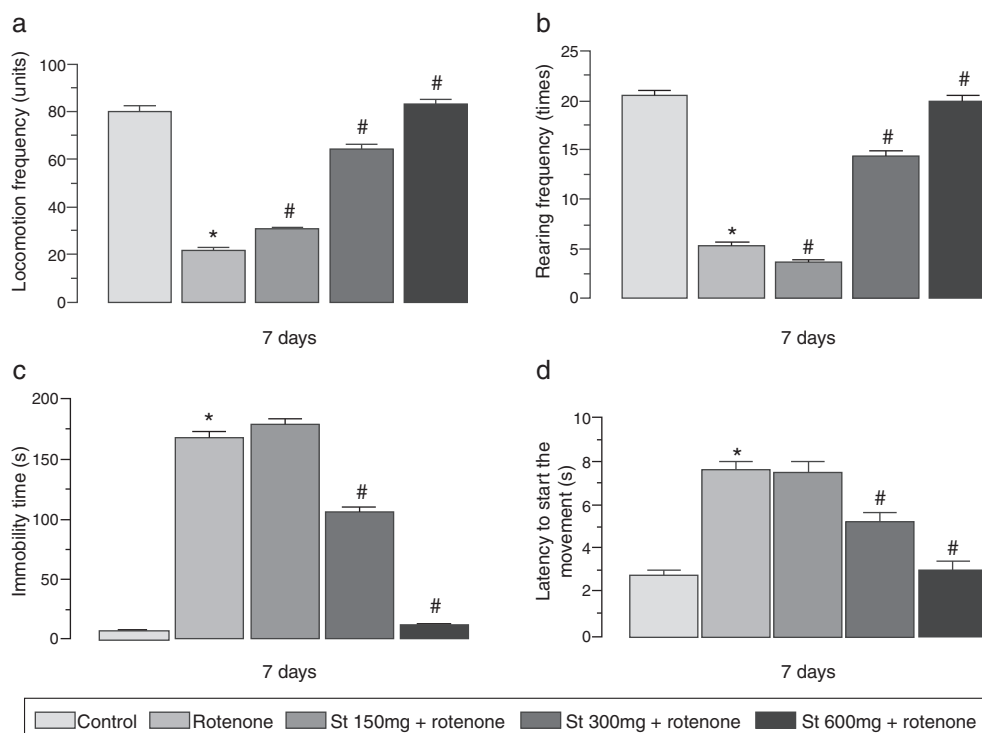 a
Locomotion frequency (units)
100
80
60
40
20
0
*
#
#
#
7 days
b
Rearing frequency (times)
25
20
15
10
5
0
*
#
#
#
7 days
c
Immobility time (s)
200
150
100
50
0
*
#
#
7 days
d
Latency to start the
movement (s)
10
8
6
4
2
0
*
#
#
7 days
Control Rotenone St 150mg + rotenone St 300mg + rotenone St 600mg + rotenone